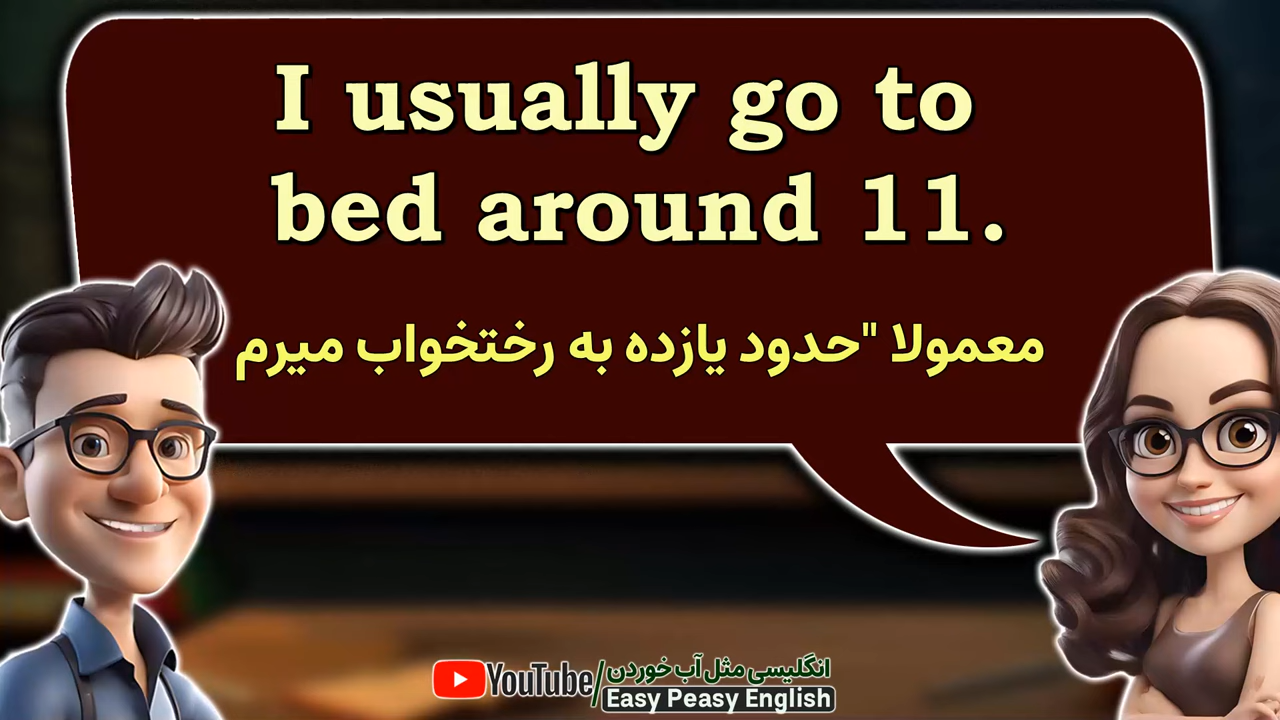 I usually go to
bed around 11.
معمولا "حدود یازده به رختخواب میرم
YouTube/انگلیسی مثل آب خوردن
Easy Peasy English